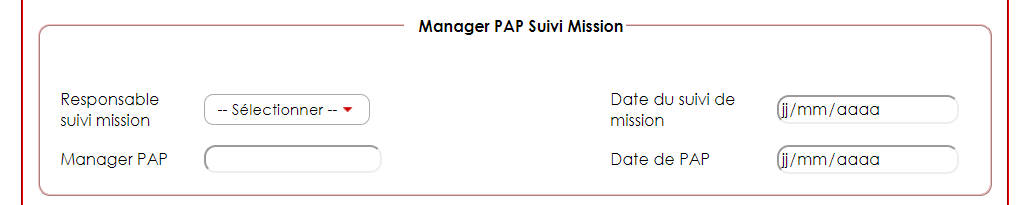 Manager PAP Suivi Mission
Responsable
suivi mission
-- Sélectionner --
Date du suivi de
mission
jj/mm/aaaa
Manager PAP
Date de PAP
jj/mm/aaaa